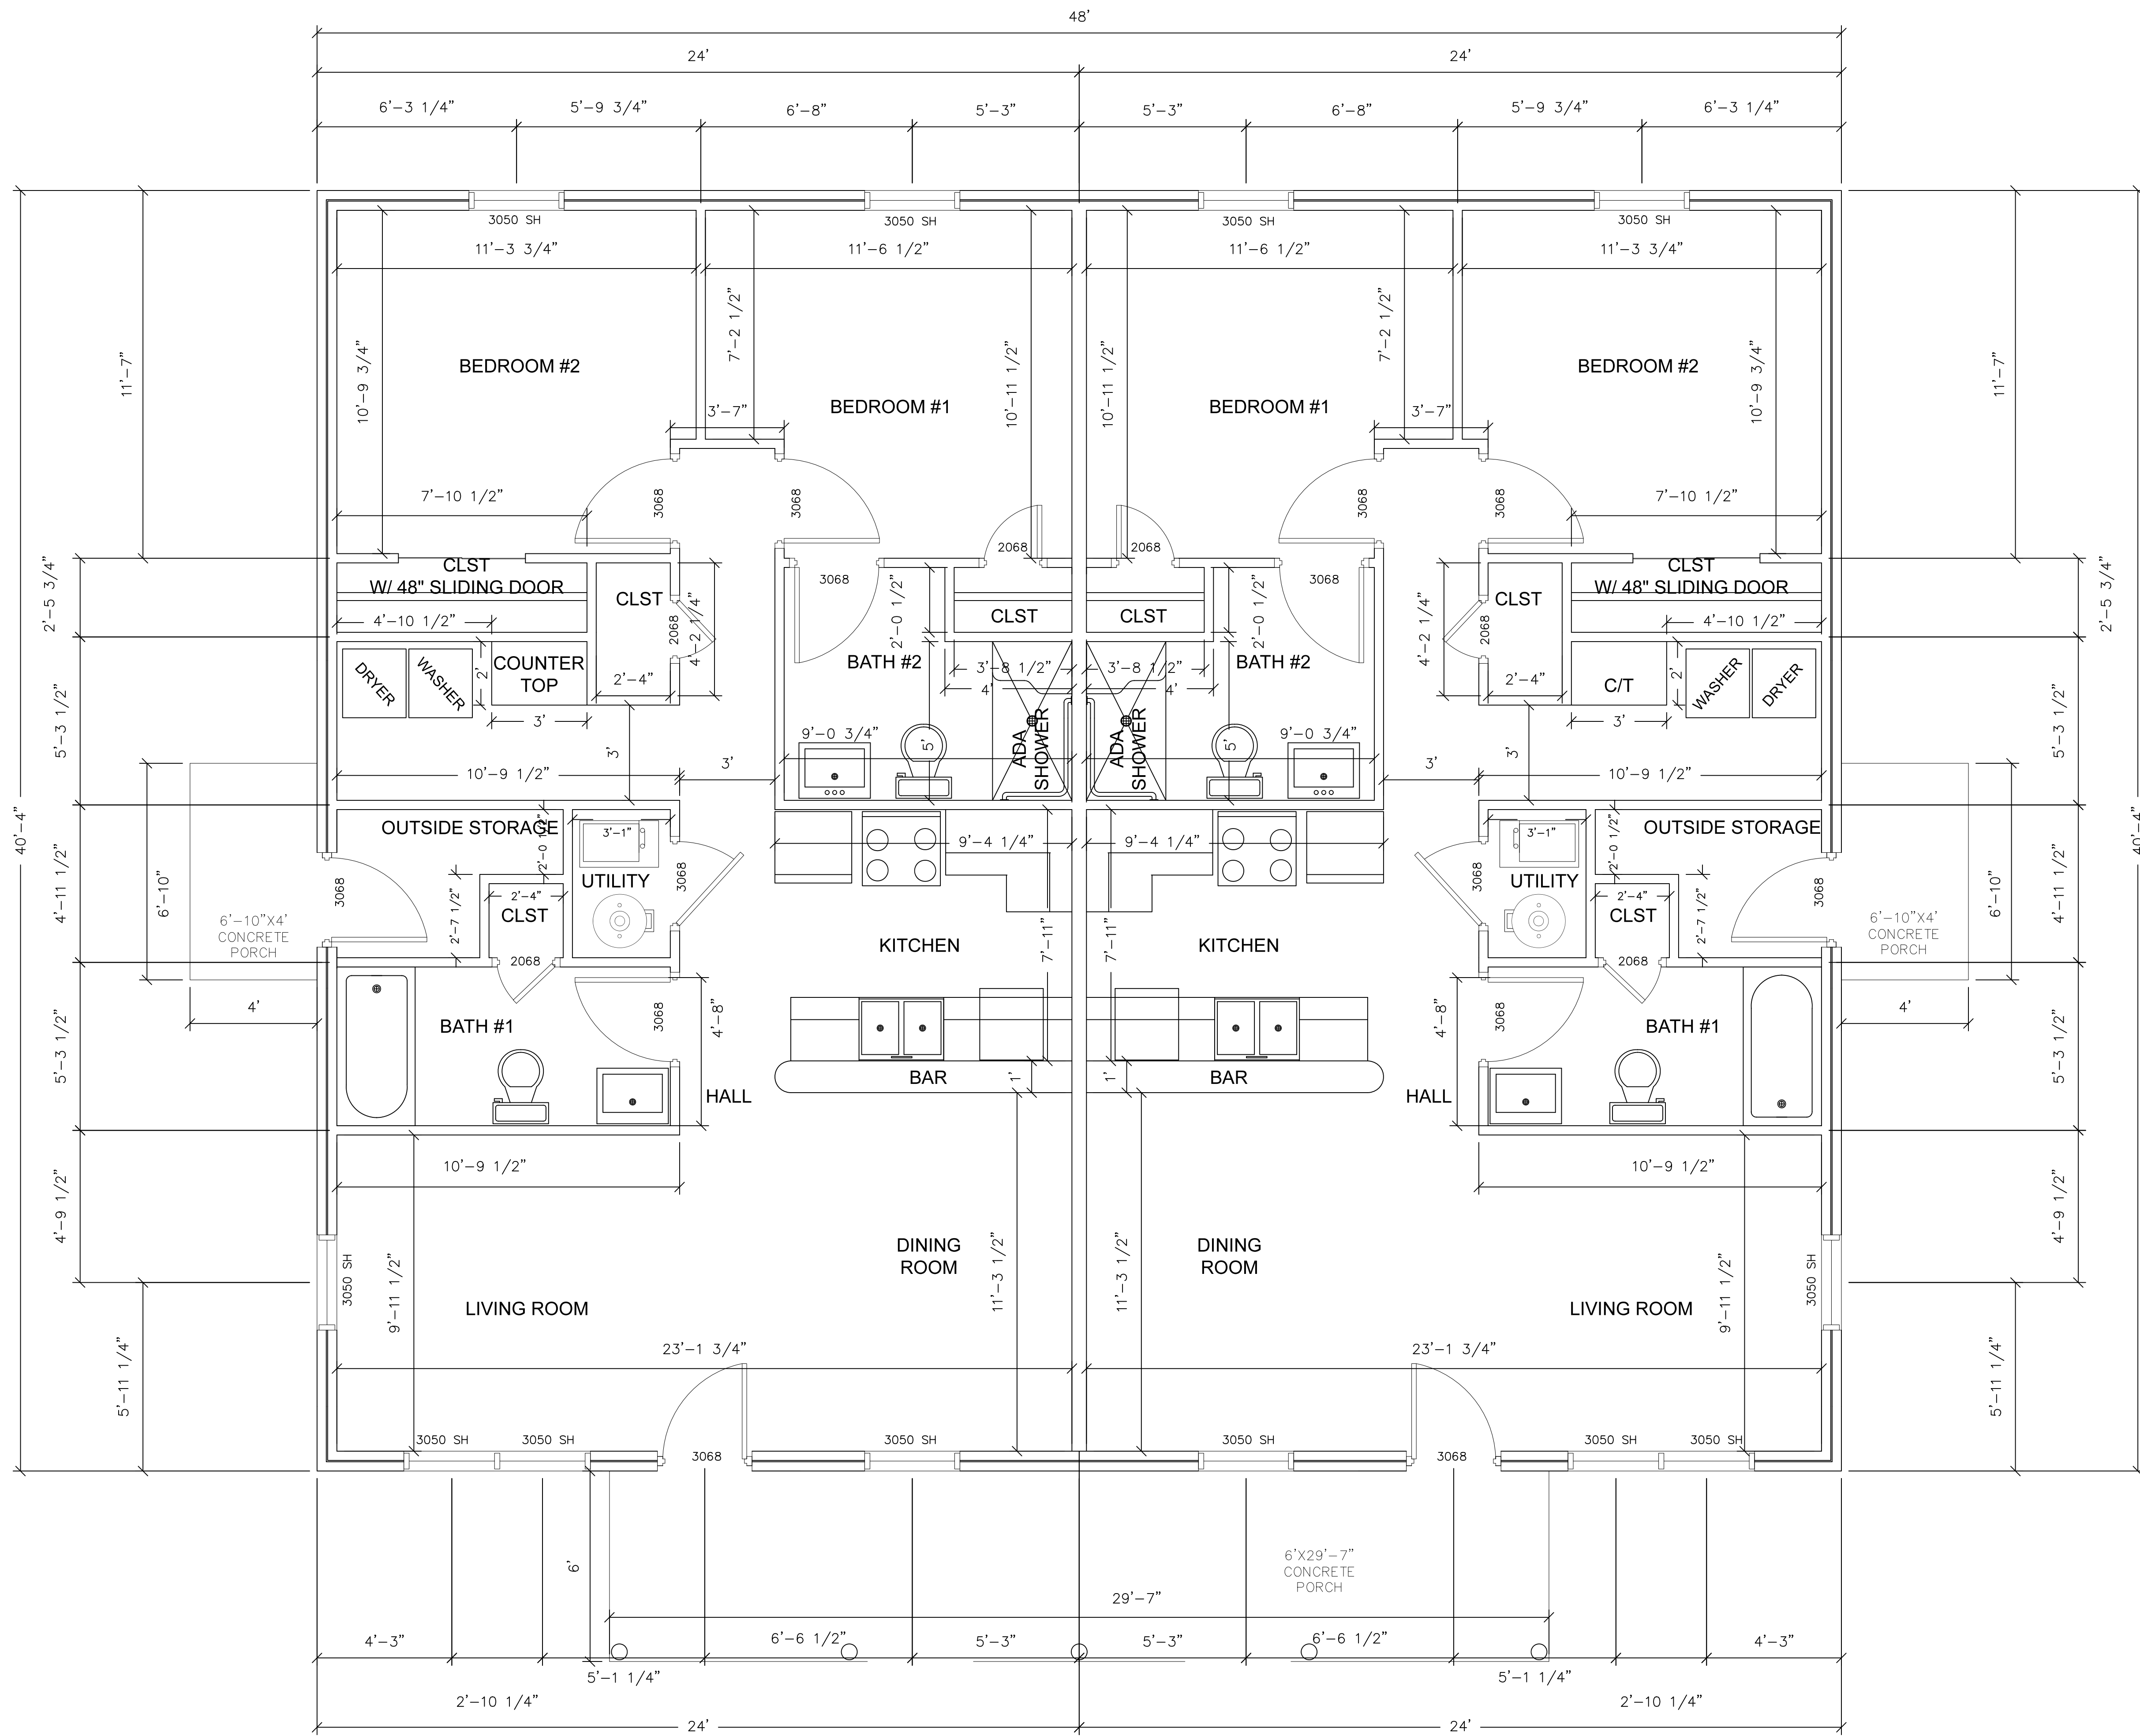 48'
24' 24'
6'-3 1/4" 5'-9 3/4" 6'-8" 5'-3" 5'-3" 6'-8" 5'-9 3/4" 6'-3 1/4"
3050 SH 3050 SH 3050 SH 3050 SH
11'-3 3/4" 11'-6 1/2" 11'-6 1/2" 11'-3 3/4"
11'-7" 10'-9 3/4" 7'-2 1/2" 10'-11 1/2" 10'-11 1/2" 7'-2 1/2" 10'-9 3/4" 11'-7"
BEDROOM #2 BEDROOM #2
BEDROOM #1 BEDROOM #1
3'-7" 3'-7"
7'-10 1/2" 3068 3068 3068 3068 7'-10 1/2"
2068 2068
2'-5 3/4" 2'-5 3/4"
CLST CLST
W/ 48" SLIDING DOOR W/ 48" SLIDING DOOR
3068 3068
CLST CLST
CLST CLST
2'-0 1/2" 2'-0 1/2"
4'-10 1/2" 2068 4'-2 1/4" 4'-2 1/4" 2068 4'-10 1/2"
DRYER WASHER 2' COUNTER
TOP
BATH #2 BATH #2
3'-8 1/2" 3'-8 1/2"
2'-4" 4' 4' 2'-4"
C/T 2' WASHER DRYER
3' 3'
5'-3 1/2" 5'-3 1/2"
9'-0 3/4" 5' ADA
SHOWER
ADA
SHOWER
5' 9'-0 3/4"
3' 3'
10'-9 1/2" 3' 3' 10'-9 1/2"
OUTSIDE STORAGE OUTSIDE STORAGE
2'-0 1/2" 3'-1" 3'-1" 2'-0 1/2"
9'-4 1/4" 9'-4 1/4"
40'-4" 40'-4"
6'-10" 4'-11 1/2" 4'-11 1/2" 6'-10"
3068 UTILITY 3068 3068 UTILITY 3068
2'-4" 2'-4"
CLST CLST
2'-7 1/2" 2'-7 1/2"
6'-10"X4'
CONCRETE
PORCH
6'-10"X4'
CONCRETE
PORCH
KITCHEN KITCHEN
7'-11" 7'-11"
2068 2068
4' 4'
3068 4'-8" 4'-8" 3068
BATH #1 BATH #1
5'-3 1/2" 5'-3 1/2"
BAR 1' 1' BAR
HALL HALL
10'-9 1/2" 10'-9 1/2"
4'-9 1/2" 4'-9 1/2"
DINING
ROOM
DINING
ROOM
3050 SH 9'-11 1/2" 11'-3 1/2" 11'-3 1/2" 9'-11 1/2" 3050 SH
LIVING ROOM LIVING ROOM
23'-1 3/4" 23'-1 3/4"
5'-11 1/4" 5'-11 1/4"
3050 SH 3050 SH 3050 SH 3050 SH 3050 SH 3050 SH
3068 3068
6'
6'X29'-7"
CONCRETE
PORCH
29'-7"
4'-3" 6'-6 1/2" 5'-3" 5'-3" 6'-6 1/2" 4'-3"
5'-1 1/4" 5'-1 1/4"
2'-10 1/4" 2'-10 1/4"
24' 24'